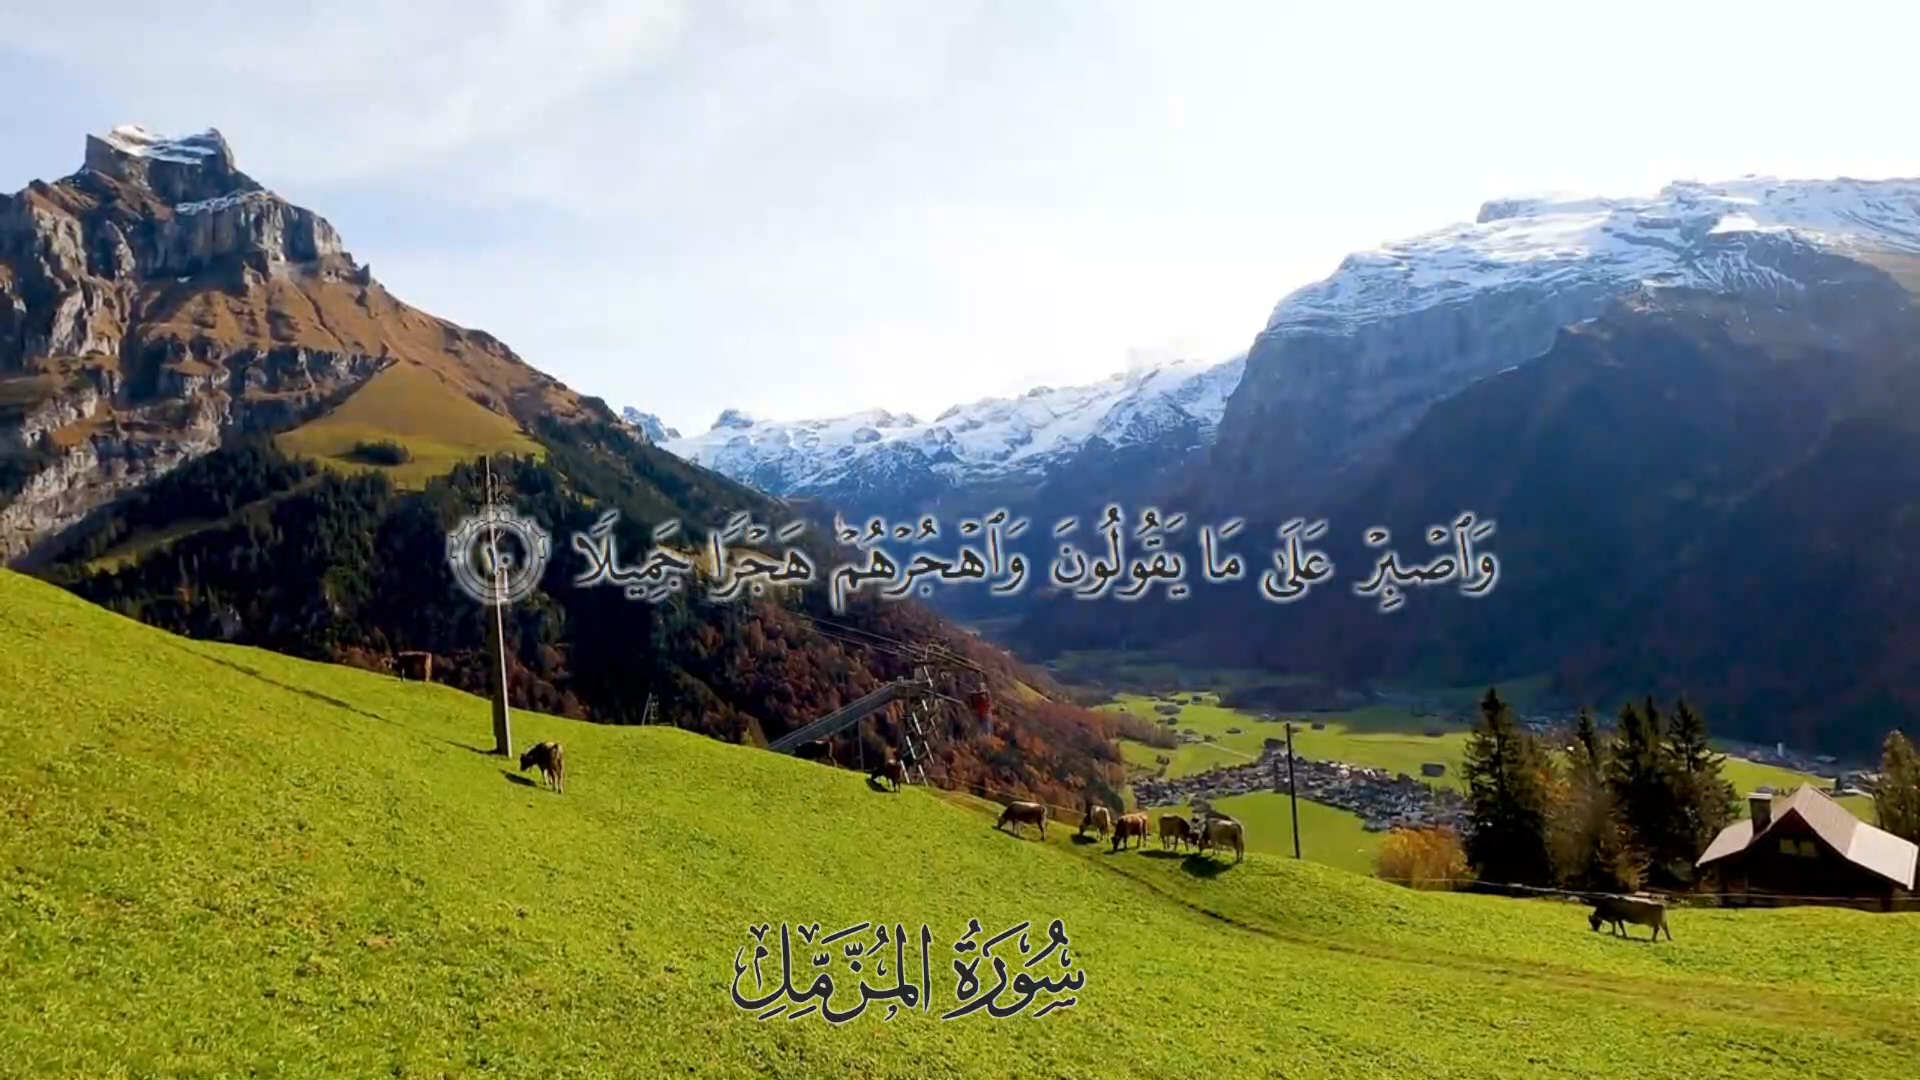 وَٱصۡبِرۡ عَلَىٰ مَا يَقُولُونَ وَٱهۡجُرۡهُمۡ هَجۡرٗا جَمِيلٗا ١٠
سُورَةُ المُزَّمِّلِ